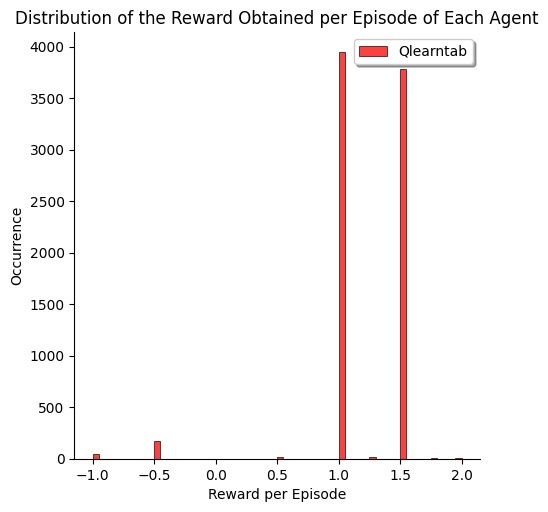 Distribution of the Reward Obtained per Episode of Each Agent
Qlearntab
Occurrence
4000
3500
3000
2500
2000
1500
1000
500
0
−1.0 −0.5 0.0 0.5 1.0 1.5 2.0
Reward per Episode